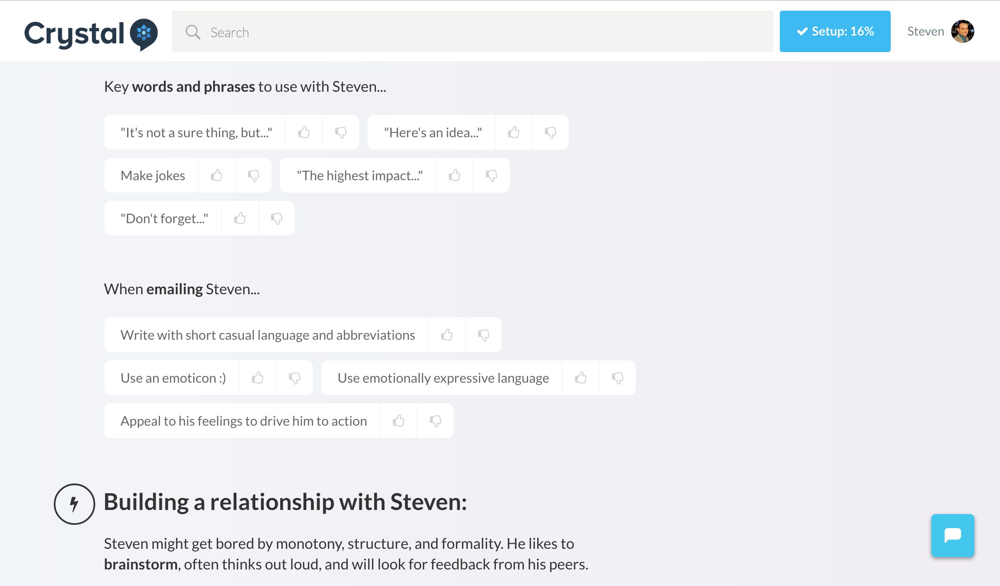 Crystal
Search
Setup: 16%
Steven
Key words and phrases to use with Steven...
"It's not a sure thing, but..."
"Here's an idea..."
Make jokes
"The highest impact..."
"Don't forget..."
When emailing Steven...
Write with short casual language and abbreviations
Use an emoticon :)
Use emotionally expressive language
Appeal to his feelings to drive him to action
Building a relationship with Steven:
Steven might get bored by monotony, structure, and formality. He likes to
brainstorm, often thinks out loud, and will look for feedback from his peers.